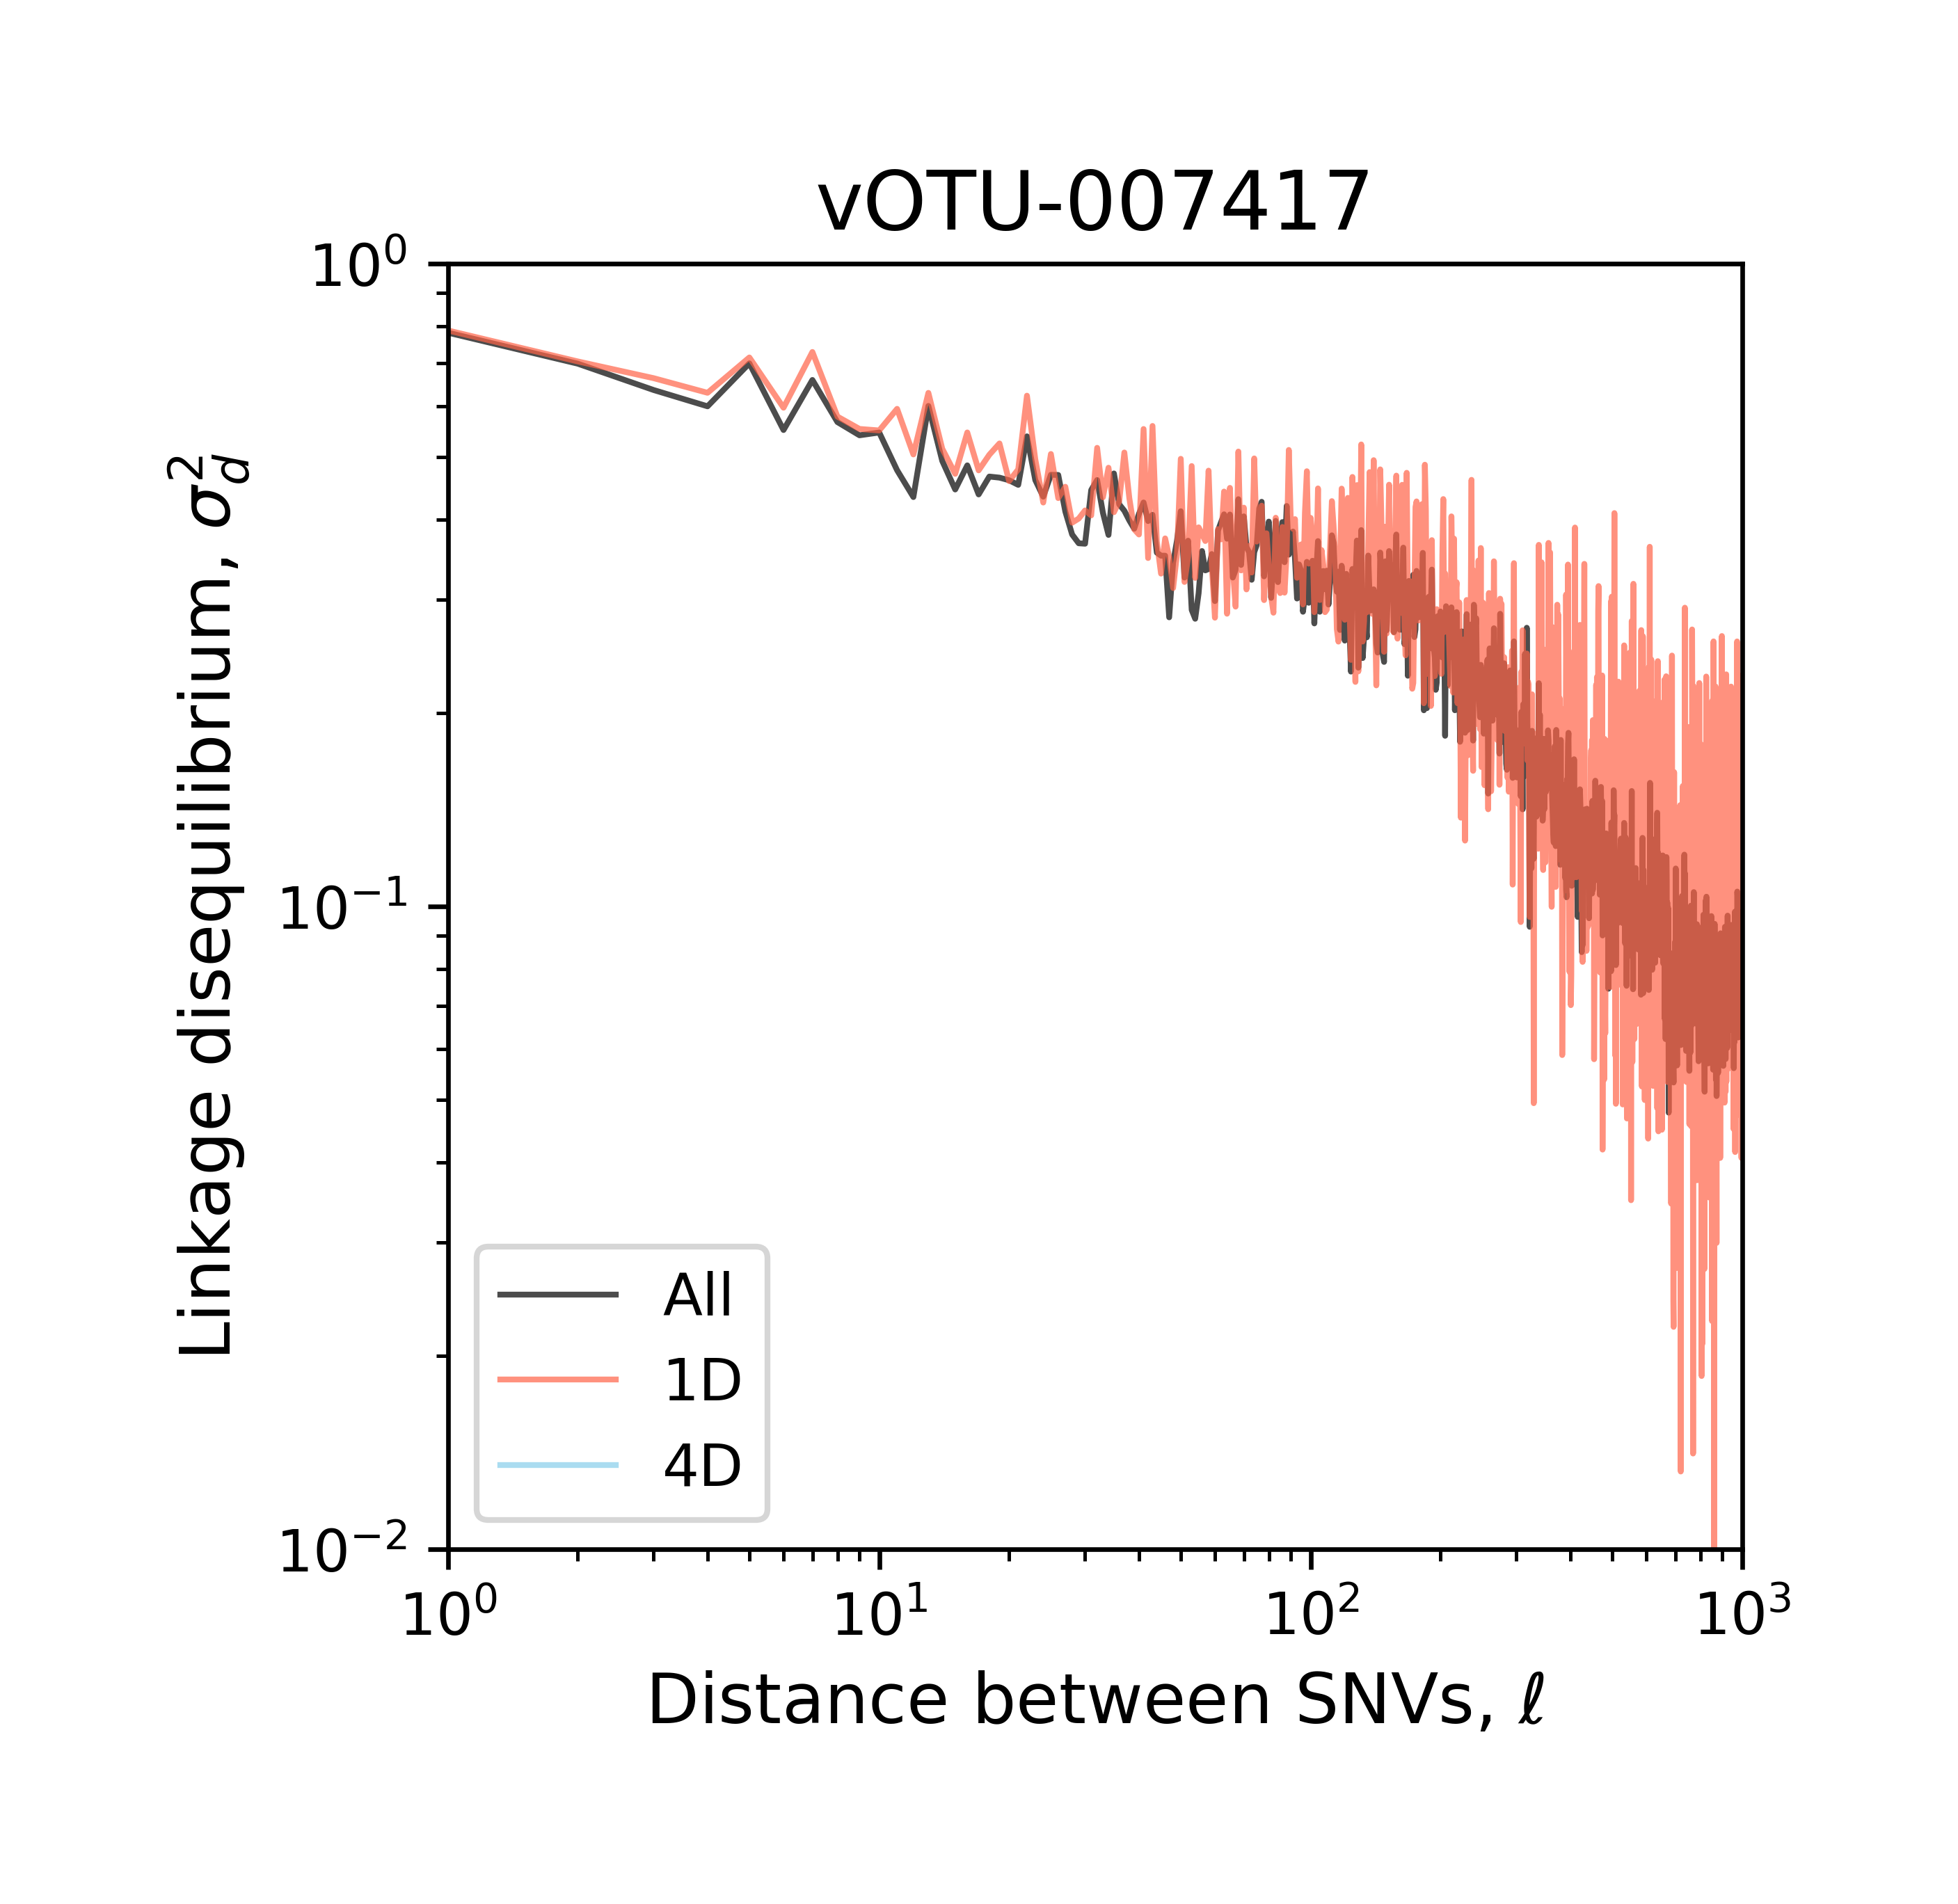 vOTU-007417
Linkage disequilibrium, σ²_d
10⁰
10⁻¹
10⁻²
All
1D
4D
10⁰ 10¹ 10² 10³
Distance between SNVs, ℓ